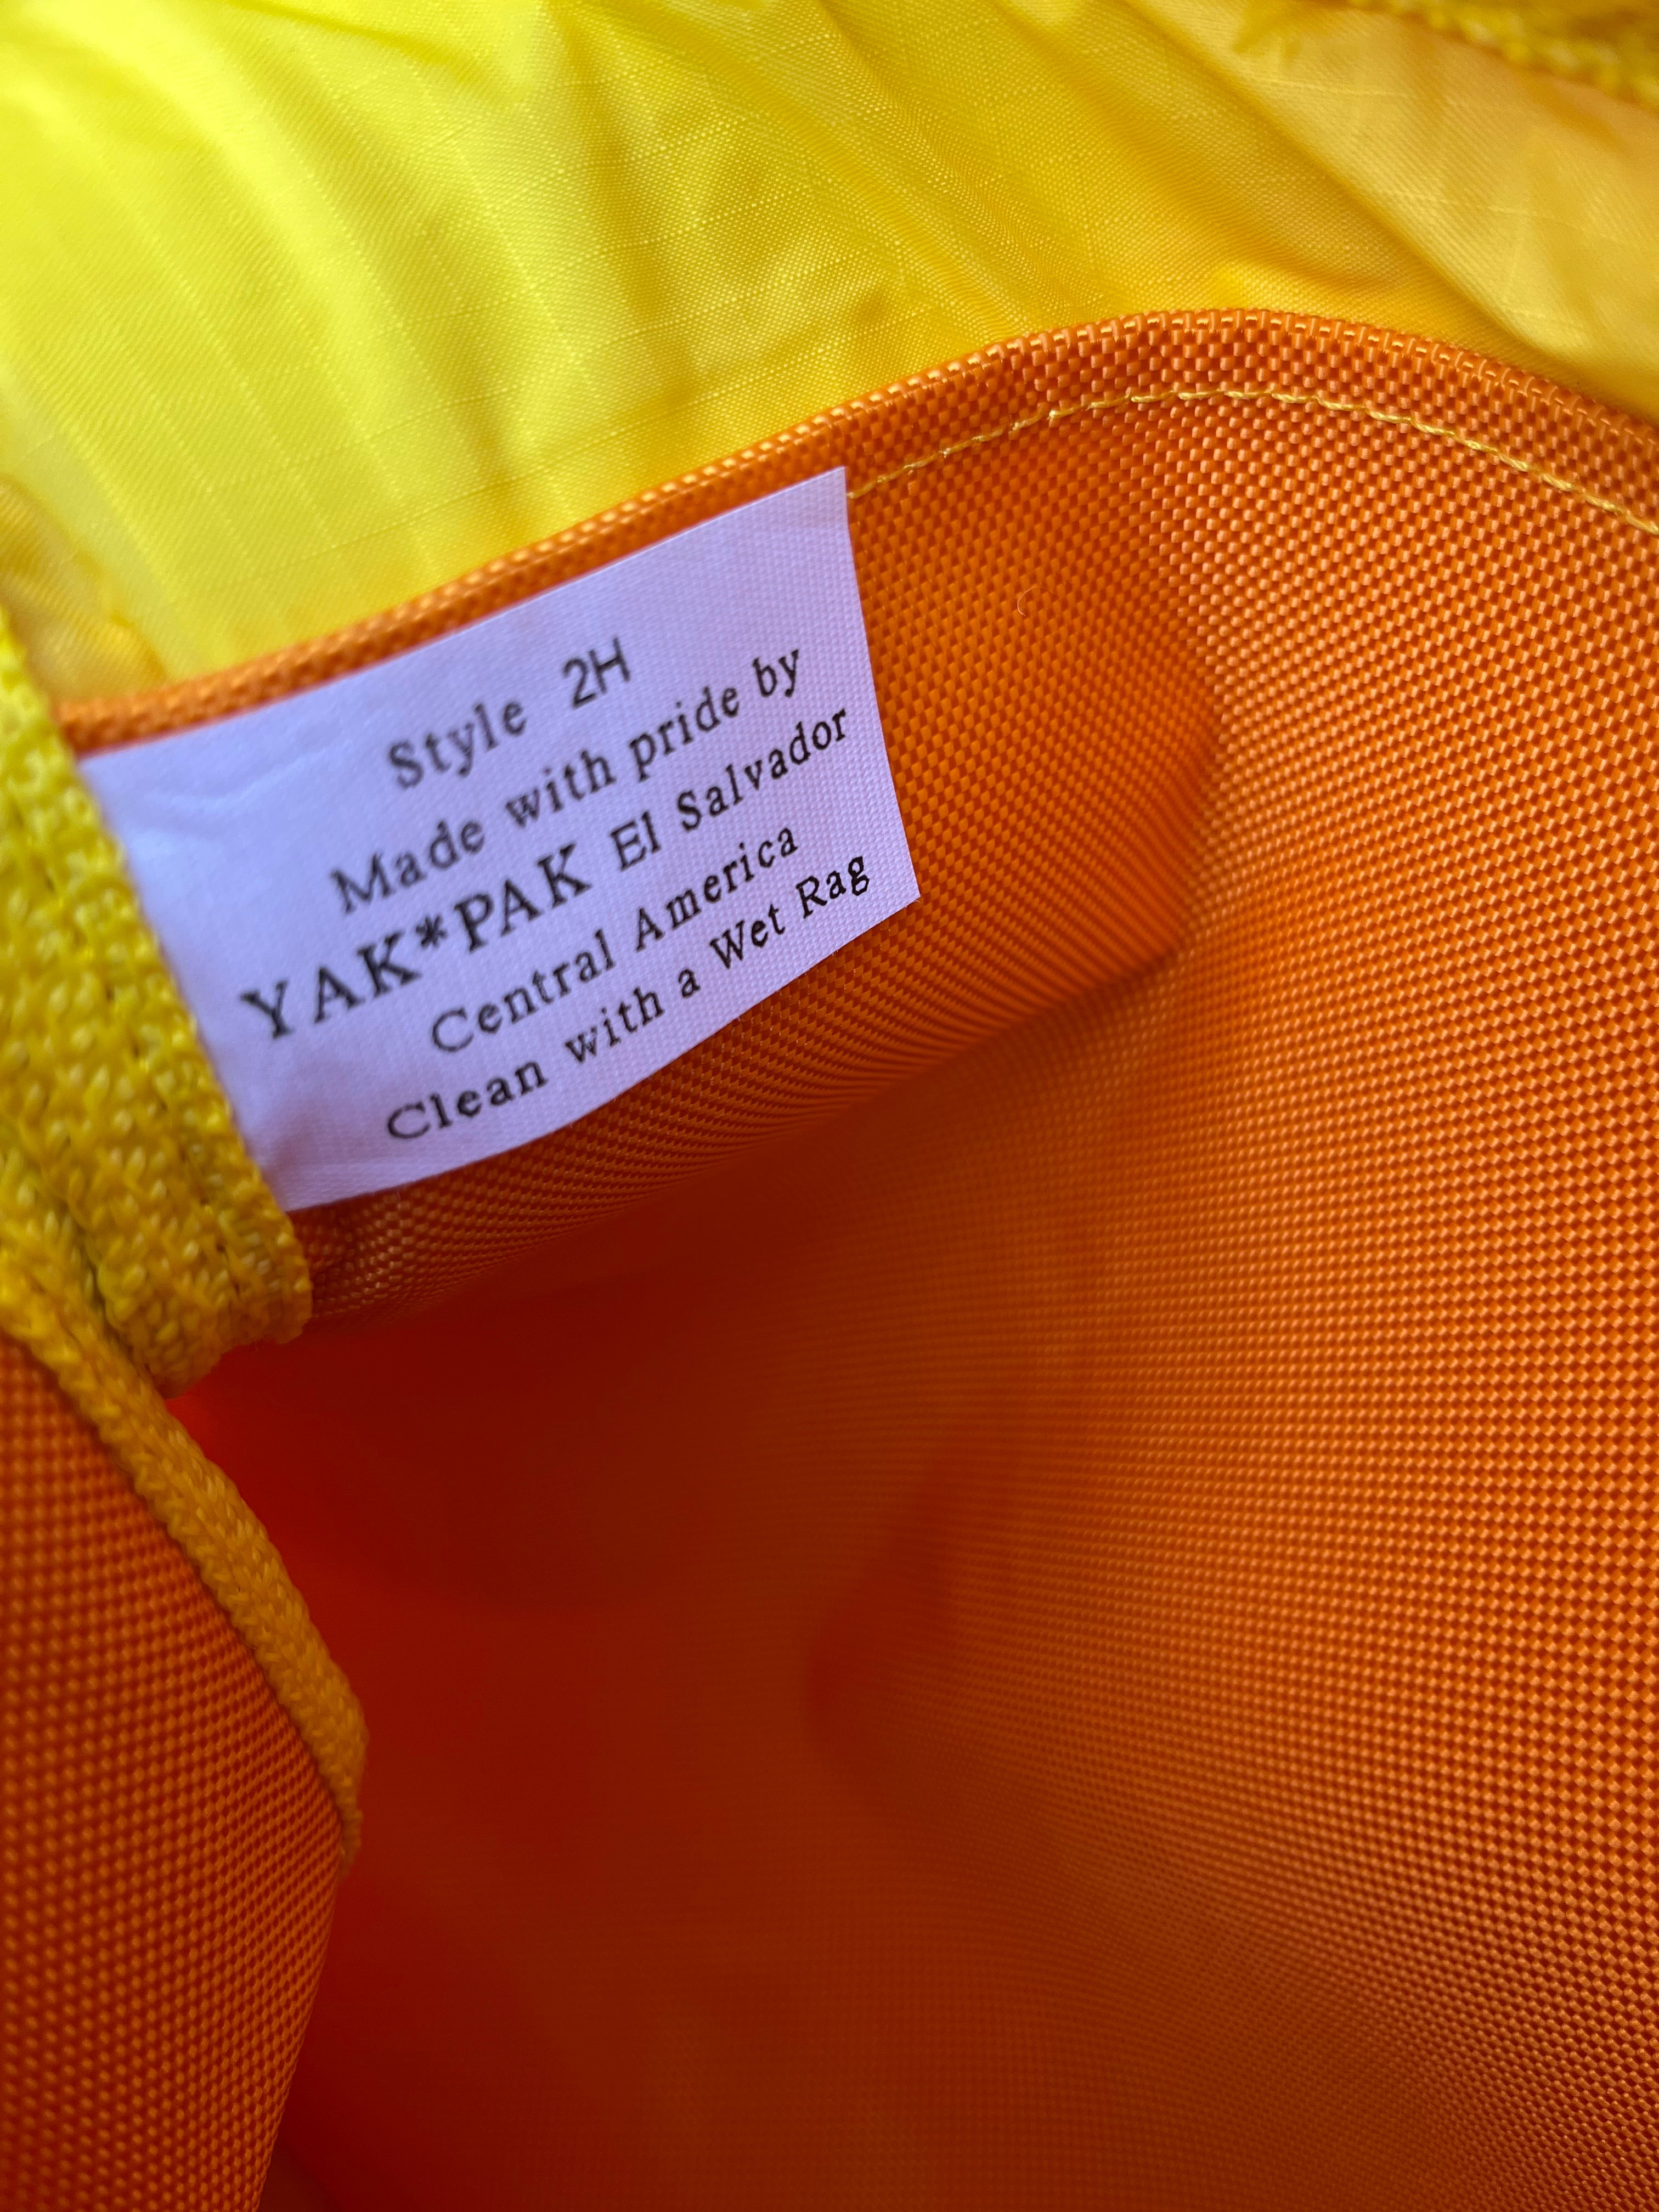 Style 2H
Made with pride by
YAK*PAK El Salvador
Central America
Clean with a Wet Rag